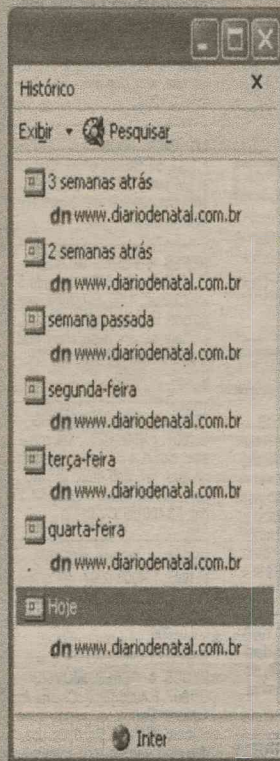 Histórico x
Exibir Pesquisar
3 semanas atrás
dn www.diariodenatal.com.br
2 semanas atrás
dn www.diariodenatal.com.br
semana passada
dn www.diariodenatal.com.br
segunda-feira
dn www.diariodenatal.com.br
terça-feira
dn www.diariodenatal.com.br
quarta-feira
dn www.diariodenatal.com.br
Hoje
dn www.diariodenatal.com.br
Inter